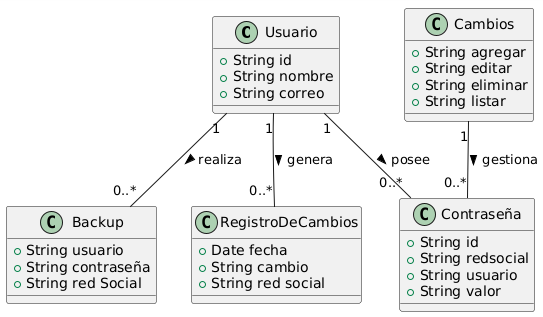 C Usuario
String id
String nombre
String correo
C Cambios
String agregar
String editar
String eliminar
String listar
1
1
1
1
realiza
genera
posee
gestiona
0..*
0..*
0..*
0..*
C Backup
String usuario
String contraseña
String red Social
C RegistroDeCambios
Date fecha
String cambio
String red social
C Contraseña
String id
String redsocial
String usuario
String valor